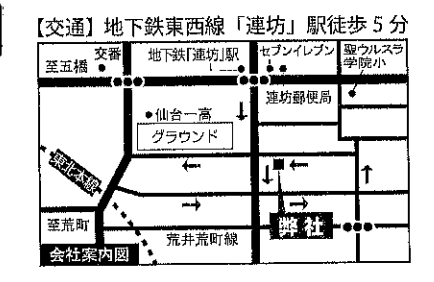 【交通】地下鉄東西線「連坊」駅徒歩5分
至五橋
交番
地下鉄「連坊」駅
セブンイレブン
聖ウルスラ
学院小
連坊郵便局
仙台一高
グラウンド
東北本線
至荒町
荒井荒町線
弊社
会社案内図